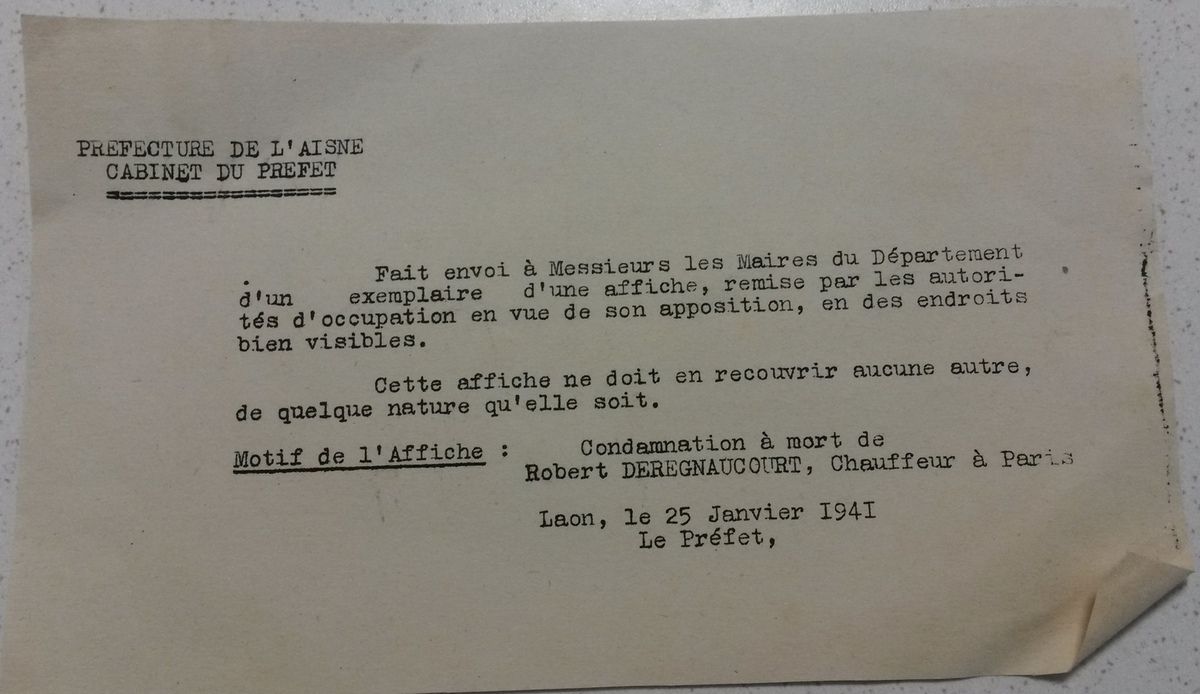 PREFECTURE DE L'AISNE
CABINET DU PREFET
Fait envoi à Messieurs les Maires du Département
d'un exemplaire d'une affiche, remise par les autori-
tés d'occupation en vue de son apposition, en des endroits
bien visibles.
Cette affiche ne doit en recouvrir aucune autre,
de quelque nature qu'elle soit.
Motif de l'Affiche : Condamnation à mort de
Robert DEREGNAUCOURT, Chauffeur à Paris
Laon, le 25 Janvier I94I
Le Préfet,